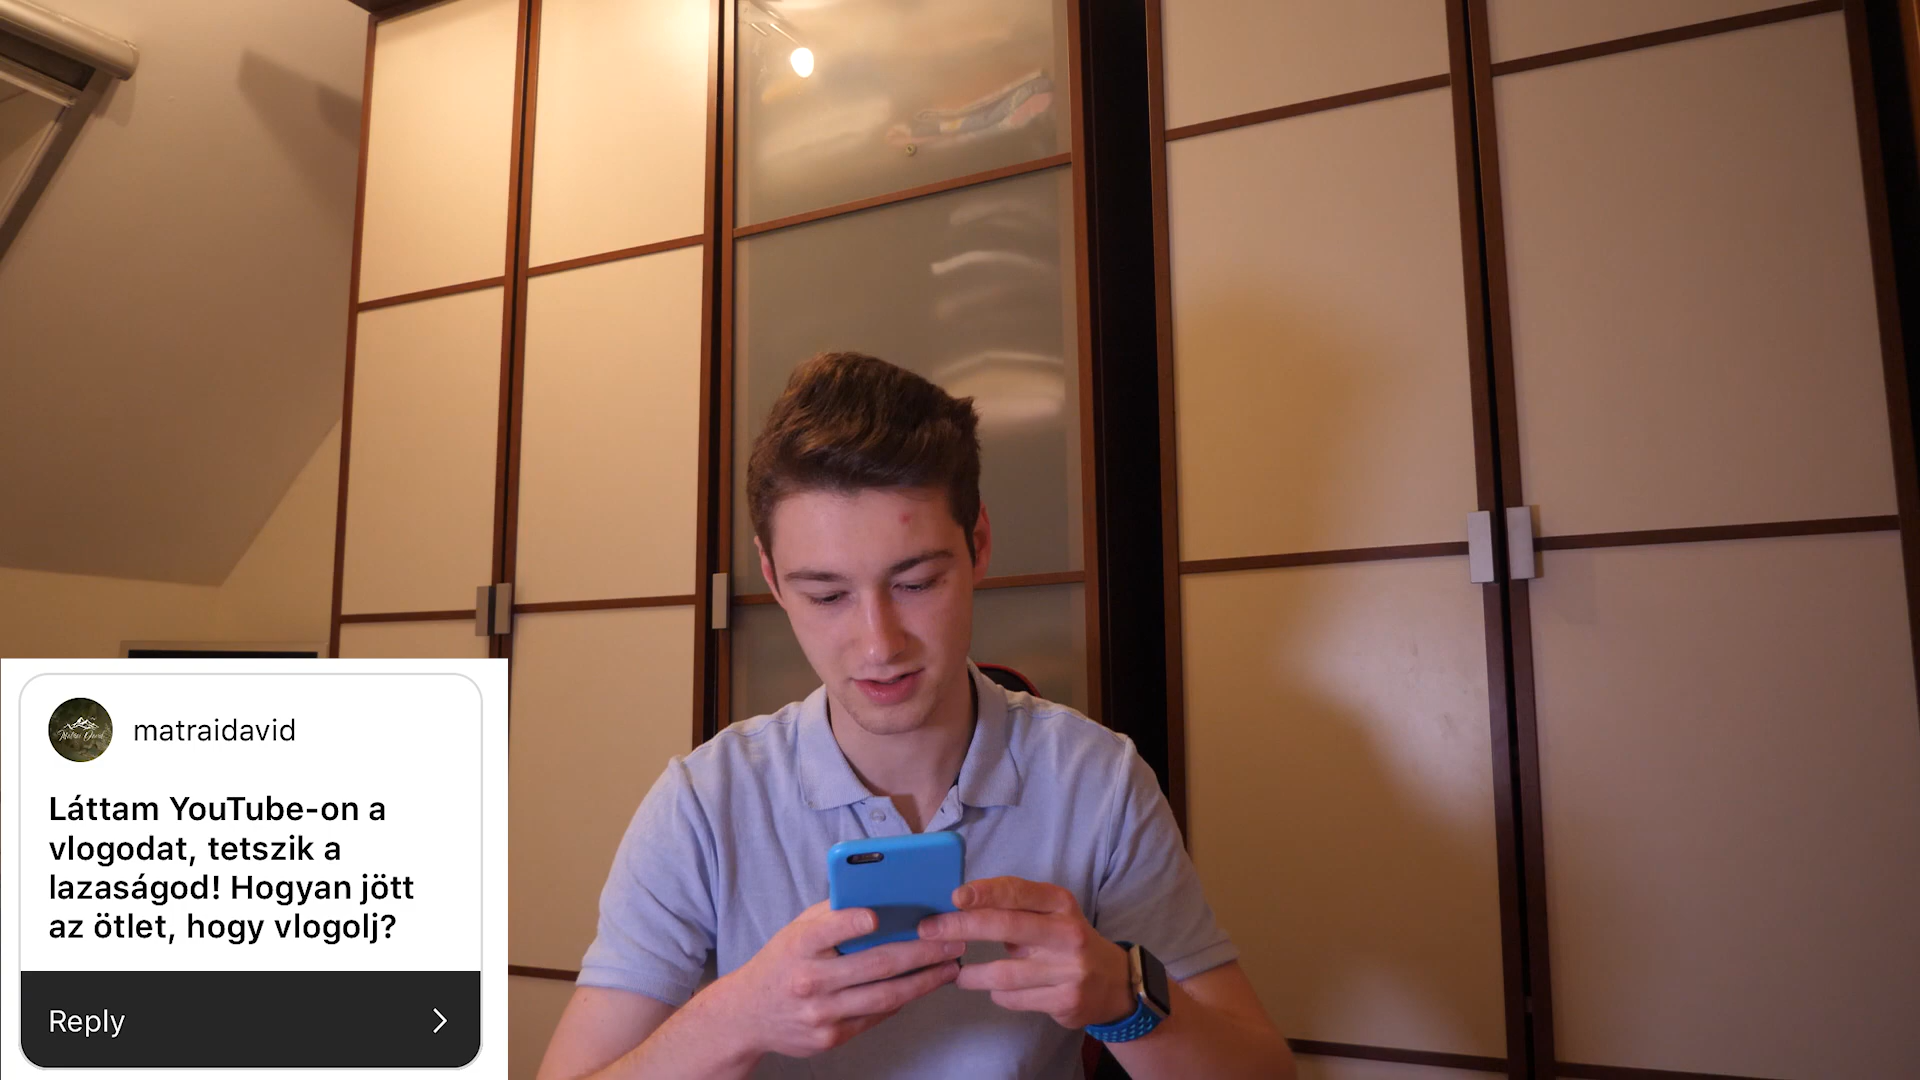 matraidavid
Láttam YouTube-on a
vlogodat, tetszik a
lazaságod! Hogyan jött
az ötlet, hogy vlogolj?
Reply